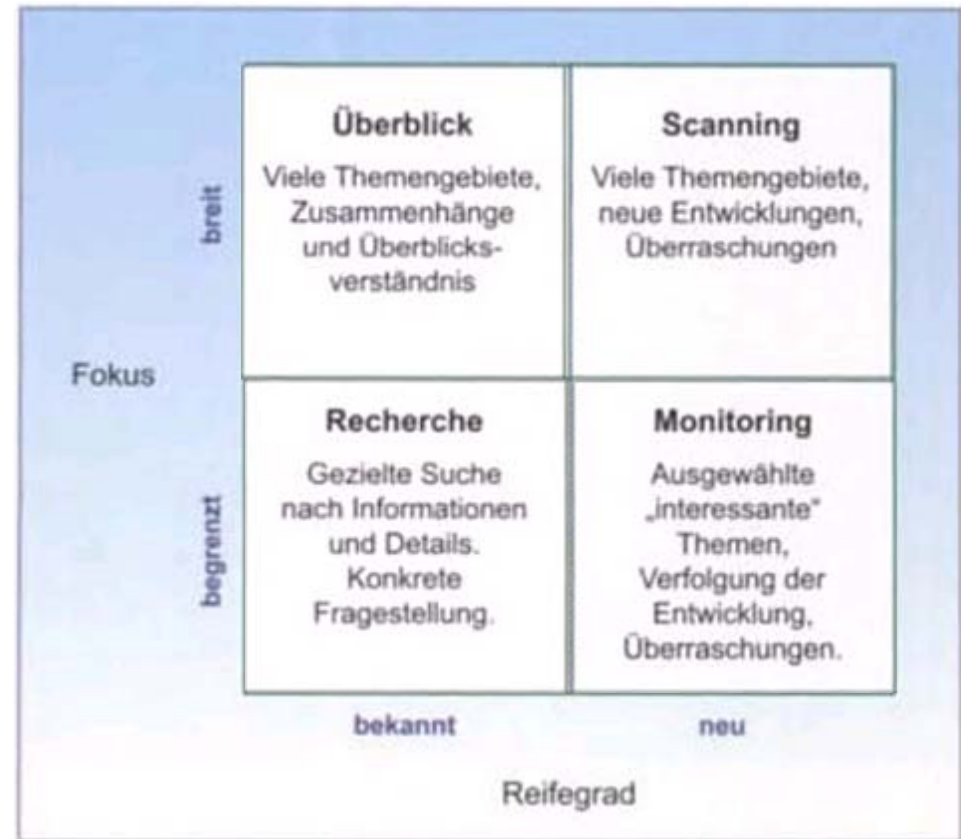 Überblick
Viele Themengebiete,
Zusammenhänge
und Überblicks-
verständnis
Scanning
Viele Themengebiete,
neue Entwicklungen,
Überraschungen
breit
Fokus
Recherche
Gezielte Suche
nach Informationen
und Details.
Konkrete
Fragestellung.
Monitoring
Ausgewählte
„interessante“
Themen,
Verfolgung der
Entwicklung,
Überraschungen.
begrenzt
bekannt
neu
Reifegrad